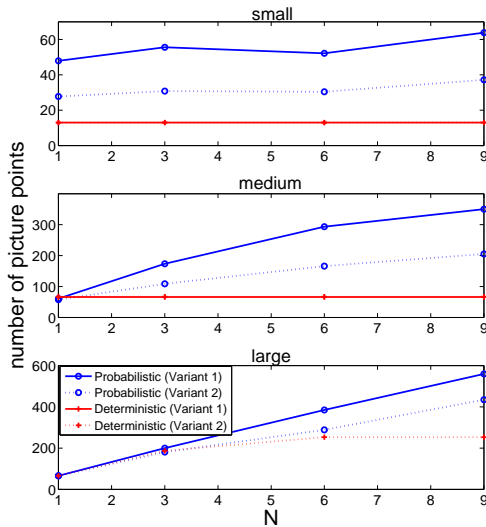 small
60
40
20
0
1 2 3 4 5 6 7 8 9
medium
300
200
100
0
1 2 3 4 5 6 7 8 9
number of picture points
large
600
400
200
0
Probabilistic (Variant 1)
Probabilistic (Variant 2)
Deterministic (Variant 1)
Deterministic (Variant 2)
1 2 3 4 5 6 7 8 9
N